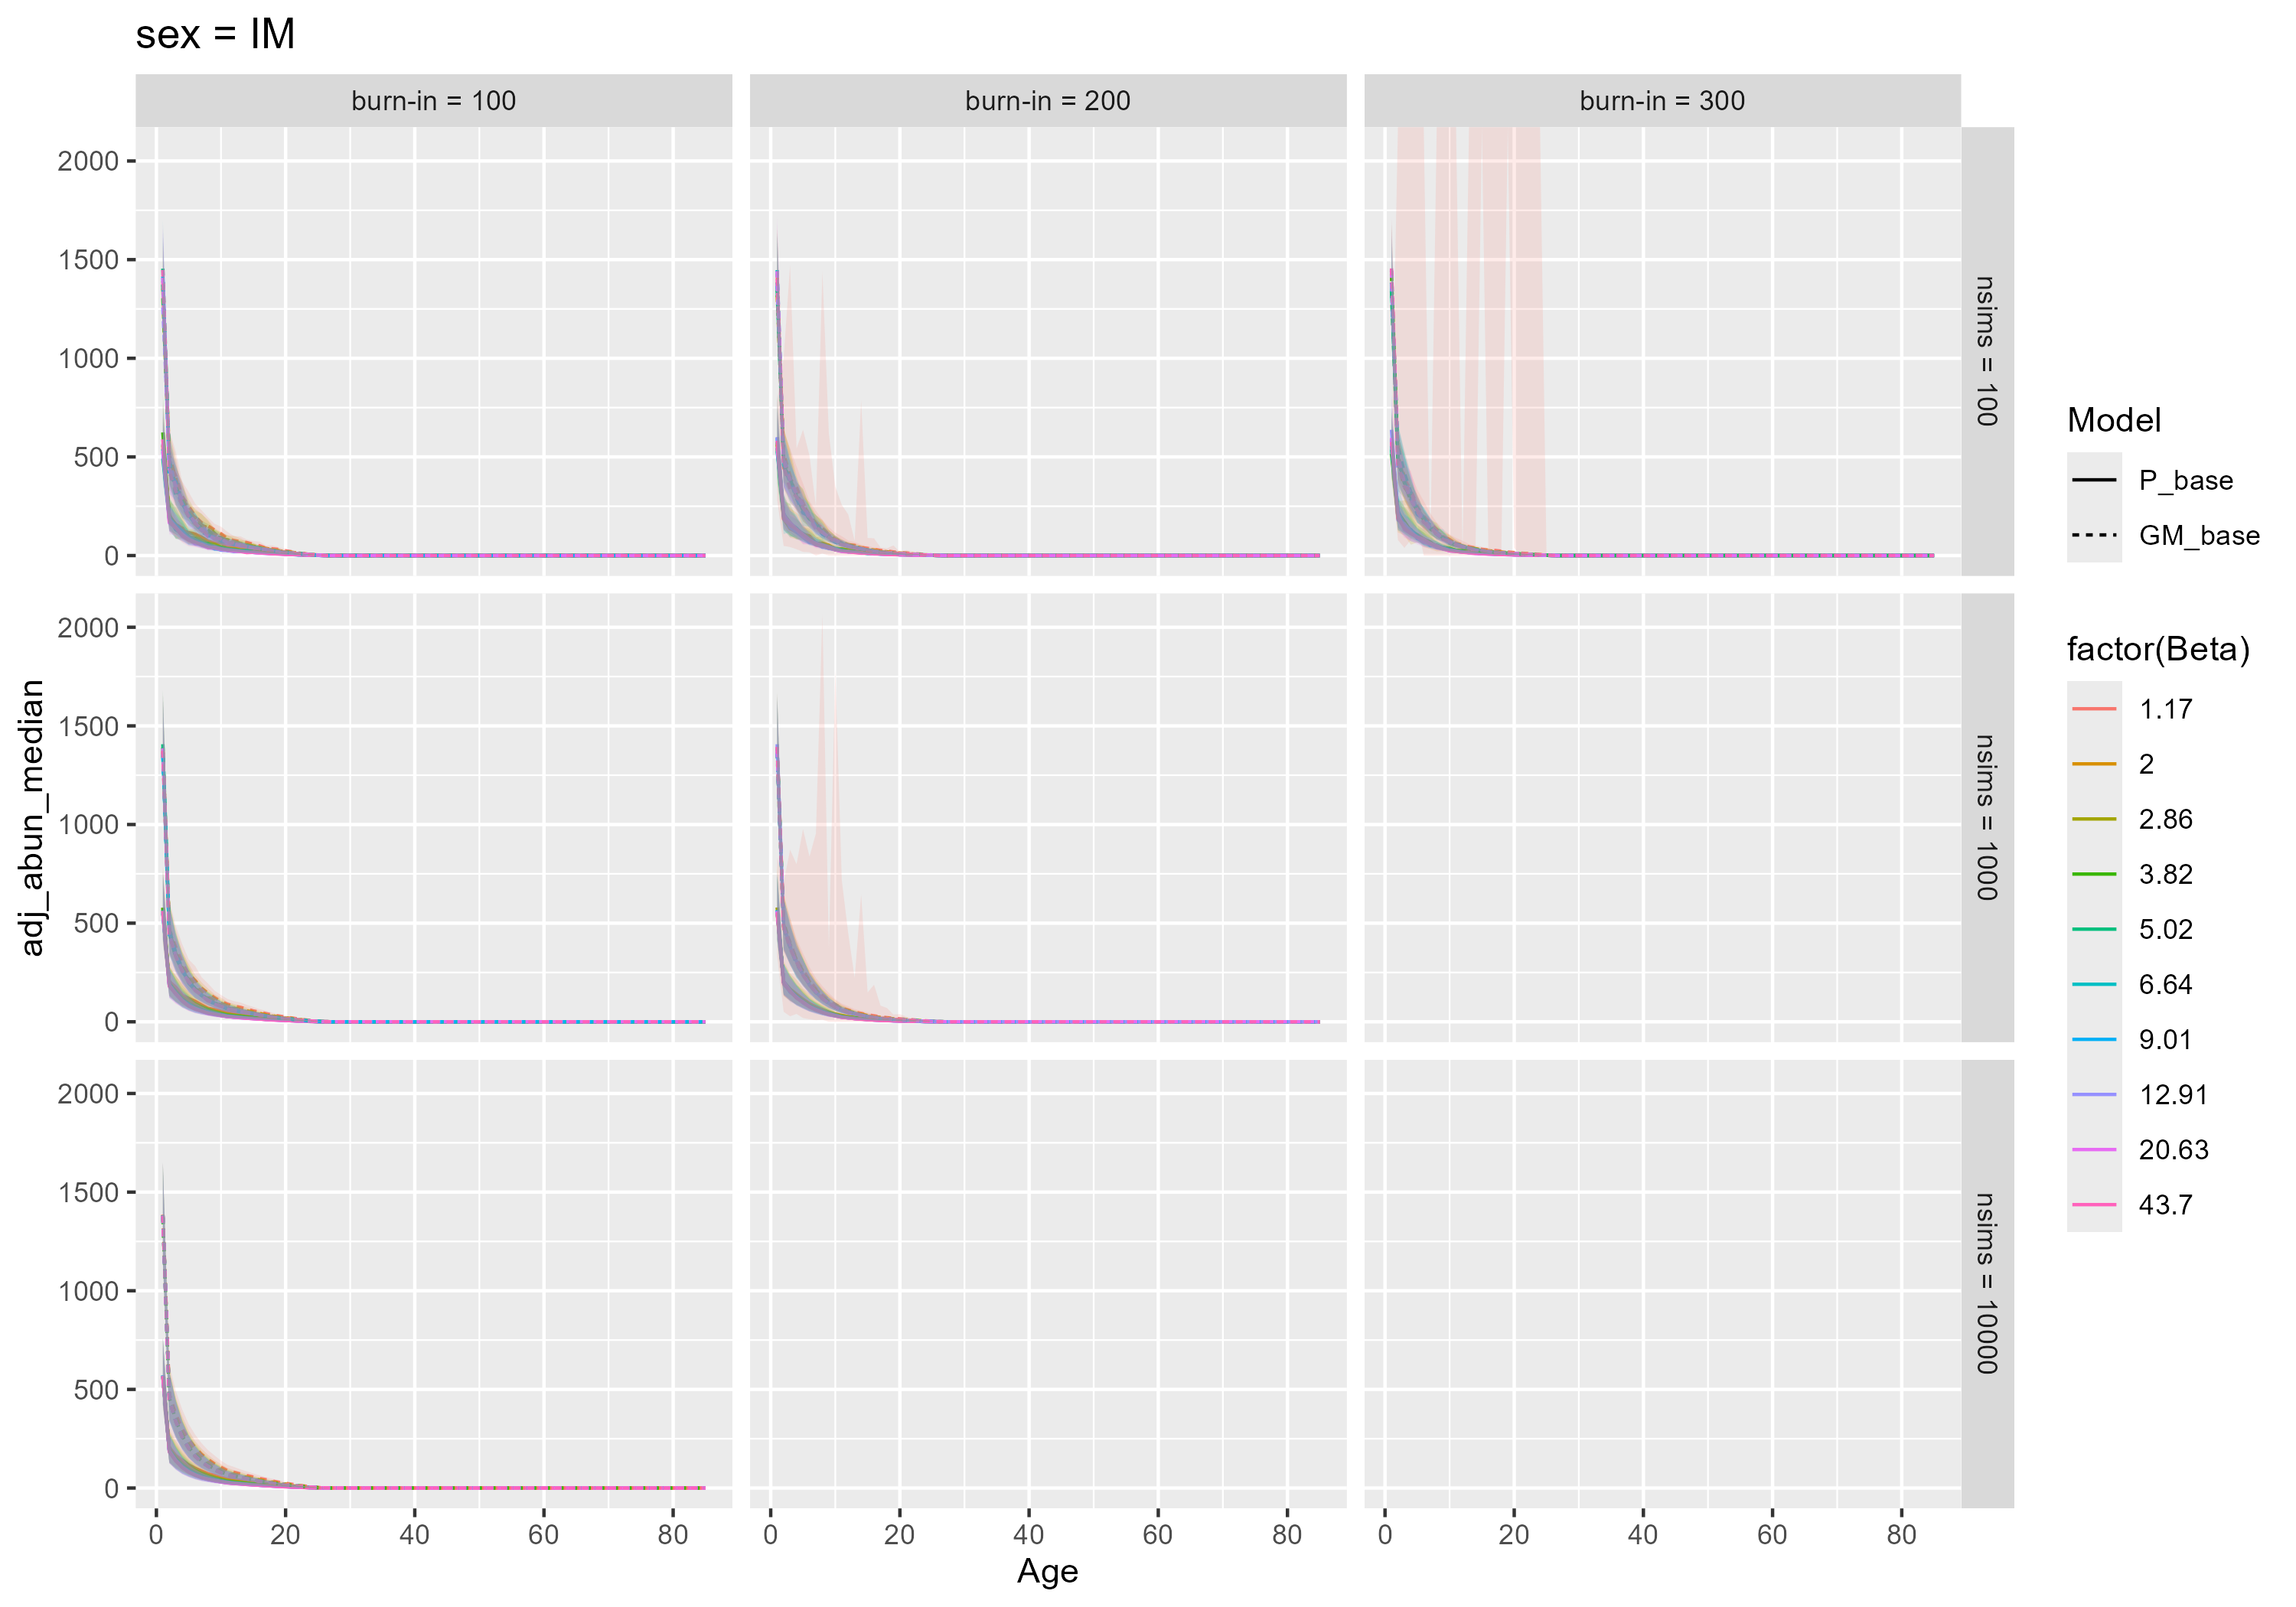 sex = IM
burn-in = 100
burn-in = 200
burn-in = 300
2000
1500
1000
500
0
nsims = 100
2000
1500
1000
500
0
nsims = 1000
2000
1500
1000
500
0
nsims = 10000
adj_abun_median
0 20 40 60 80
0 20 40 60 80
0 20 40 60 80
Age
Model
P_base
GM_base
factor(Beta)
1.17
2
2.86
3.82
5.02
6.64
9.01
12.91
20.63
43.7